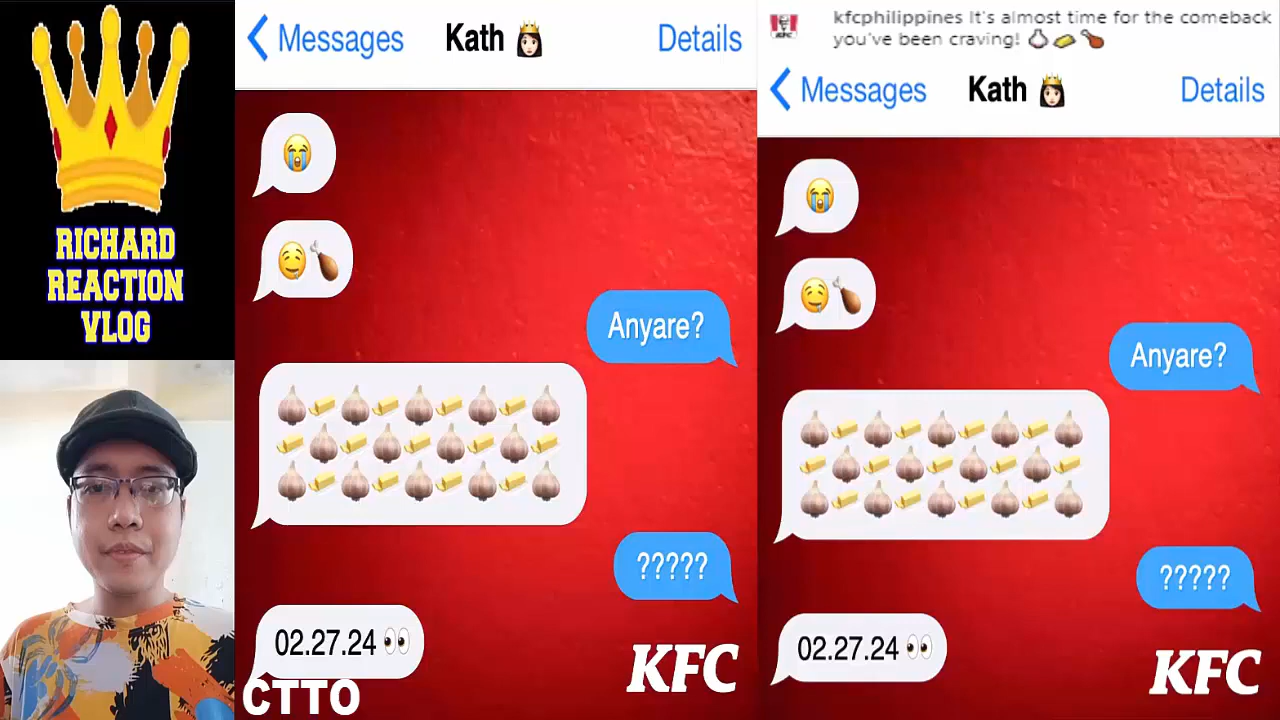 RICHARD
REACTION
VLOG
Messages
Kath
Details
Anyare?
?????
02.27.24
KFC
CTTO
KFC
kfcphilippines It's almost time for the comeback
you've been craving!
Messages
Kath
Details
Anyare?
?????
02.27.24
KFC